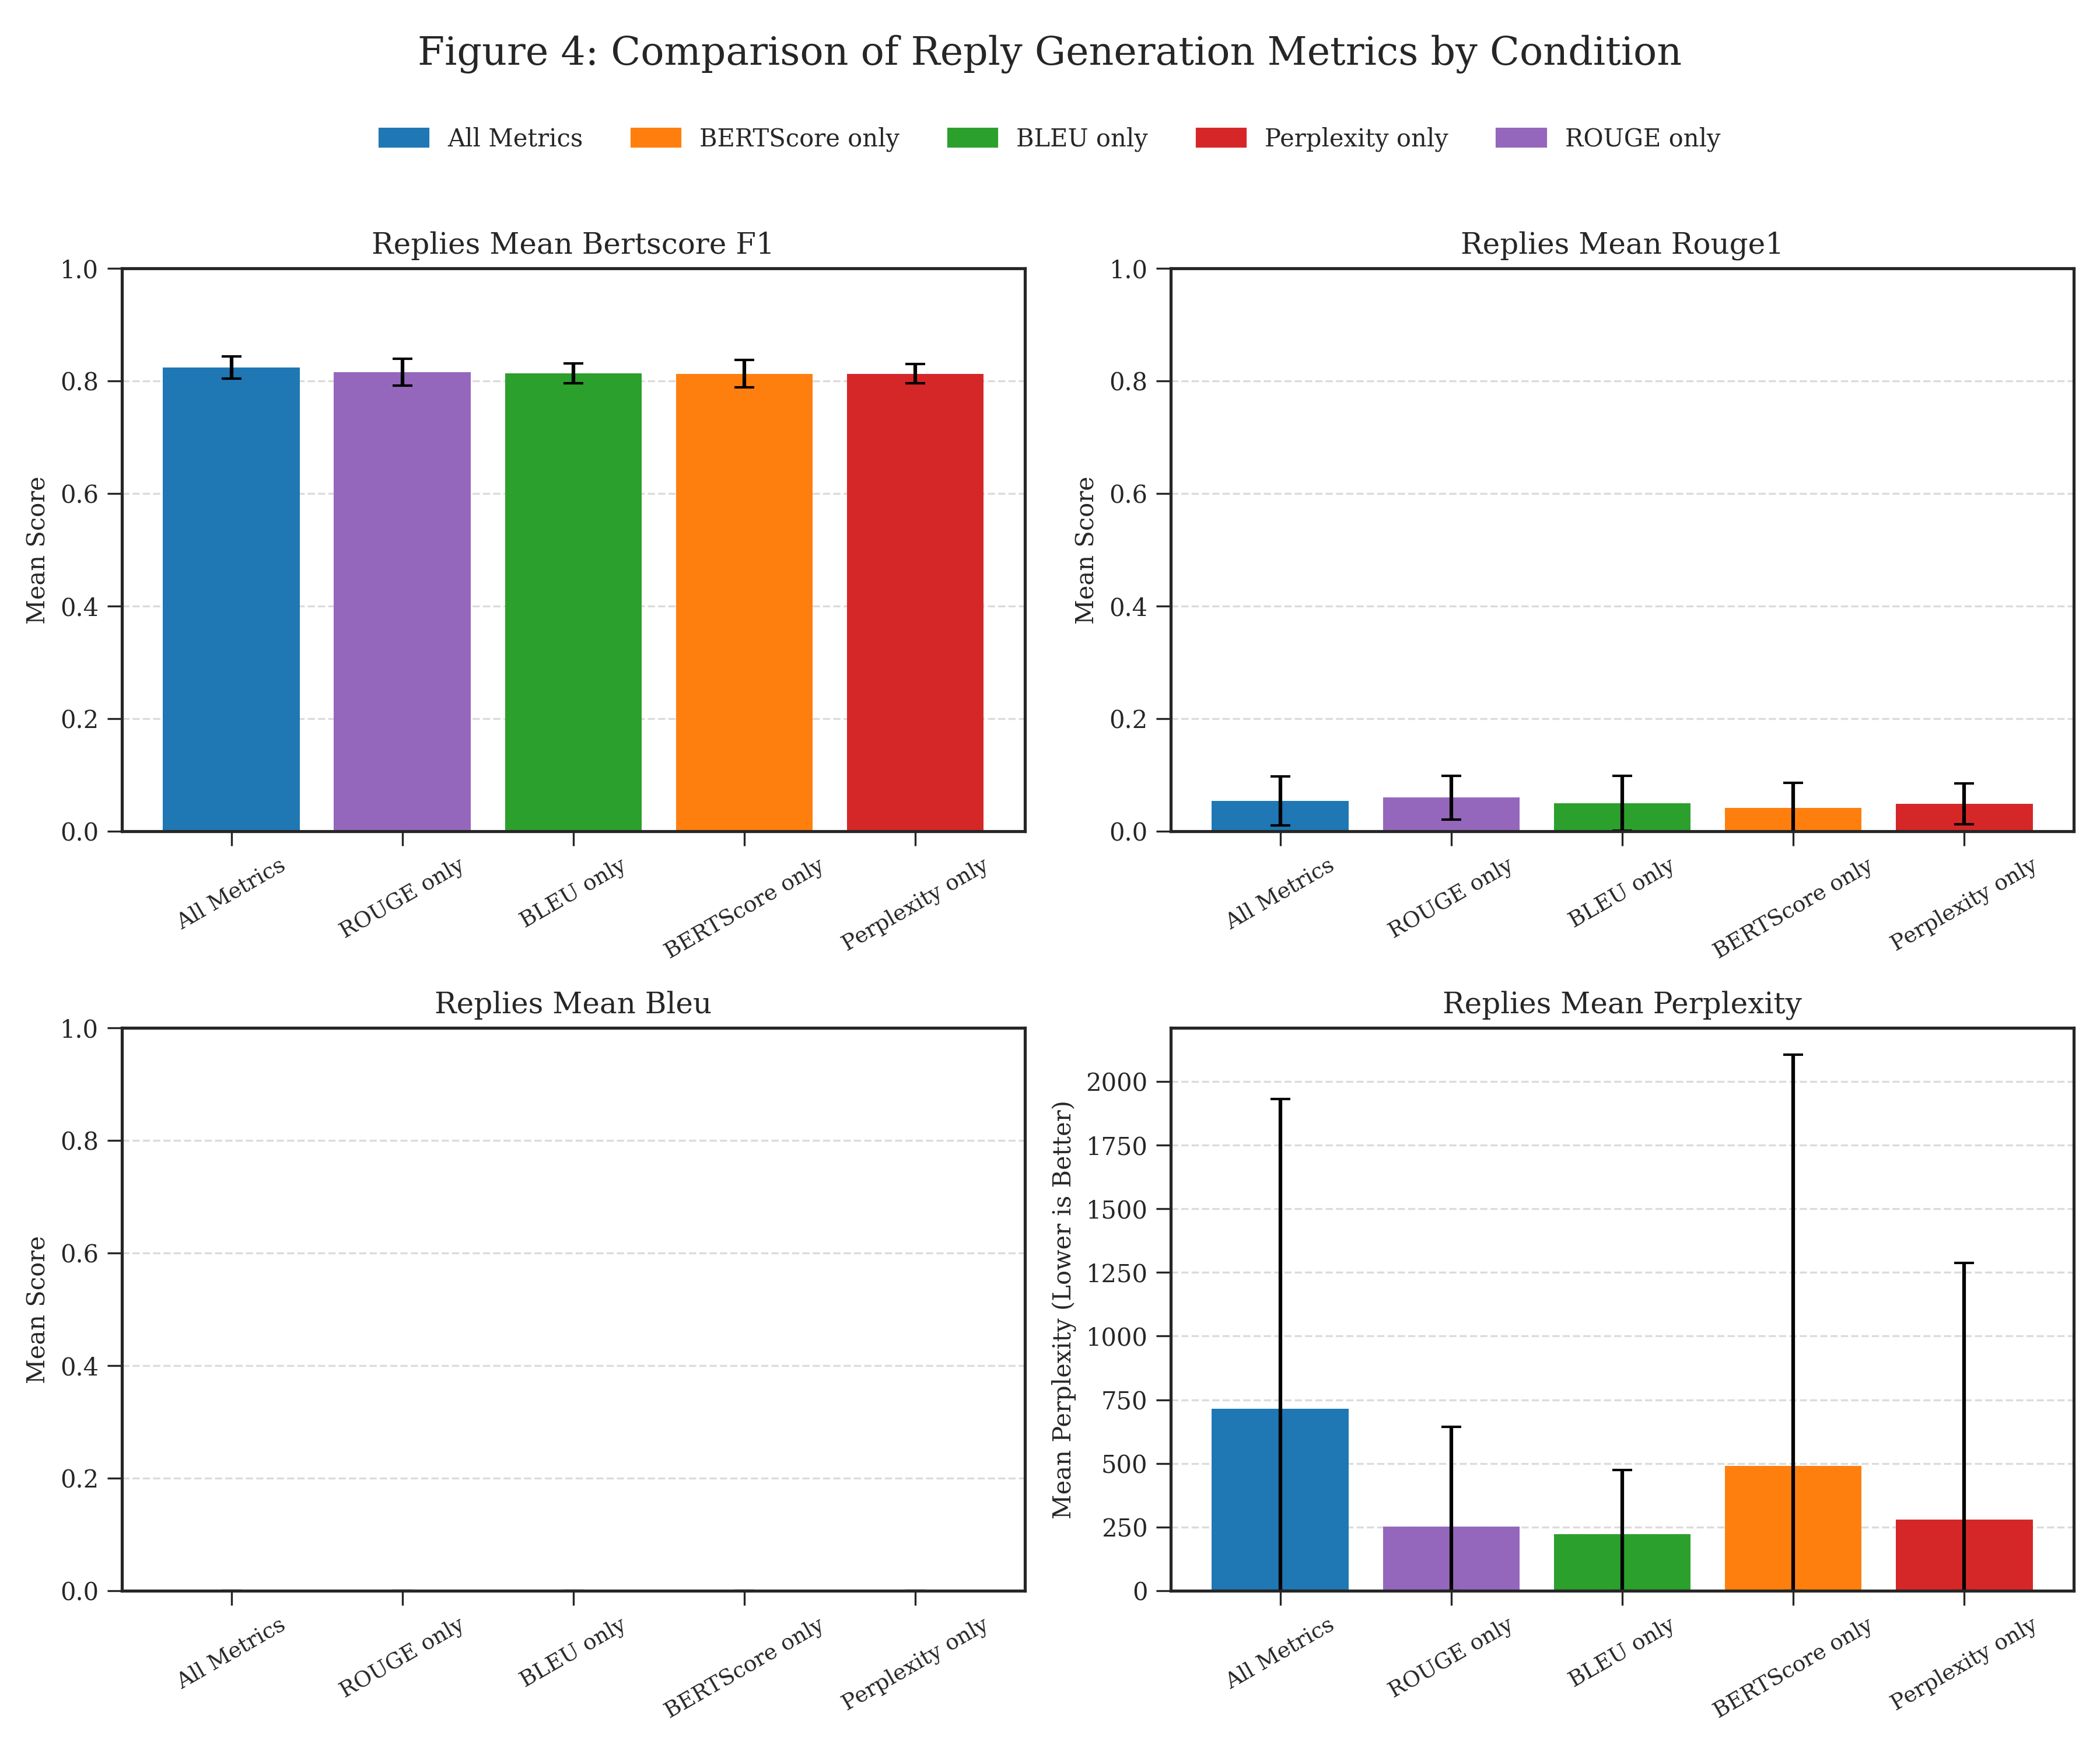 Figure 4: Comparison of Reply Generation Metrics by Condition
All Metrics BERTScore only BLEU only Perplexity only ROUGE only
Replies Mean Bertscore F1
Mean Score
1.0
0.8
0.6
0.4
0.2
0.0
All Metrics ROUGE only BLEU only BERTScore only Perplexity only
Replies Mean Rouge1
Mean Score
1.0
0.8
0.6
0.4
0.2
0.0
All Metrics ROUGE only BLEU only BERTScore only Perplexity only
Replies Mean Bleu
Mean Score
1.0
0.8
0.6
0.4
0.2
0.0
All Metrics ROUGE only BLEU only BERTScore only Perplexity only
Replies Mean Perplexity
Mean Perplexity (Lower is Better)
2000
1750
1500
1250
1000
750
500
250
0
All Metrics ROUGE only BLEU only BERTScore only Perplexity only